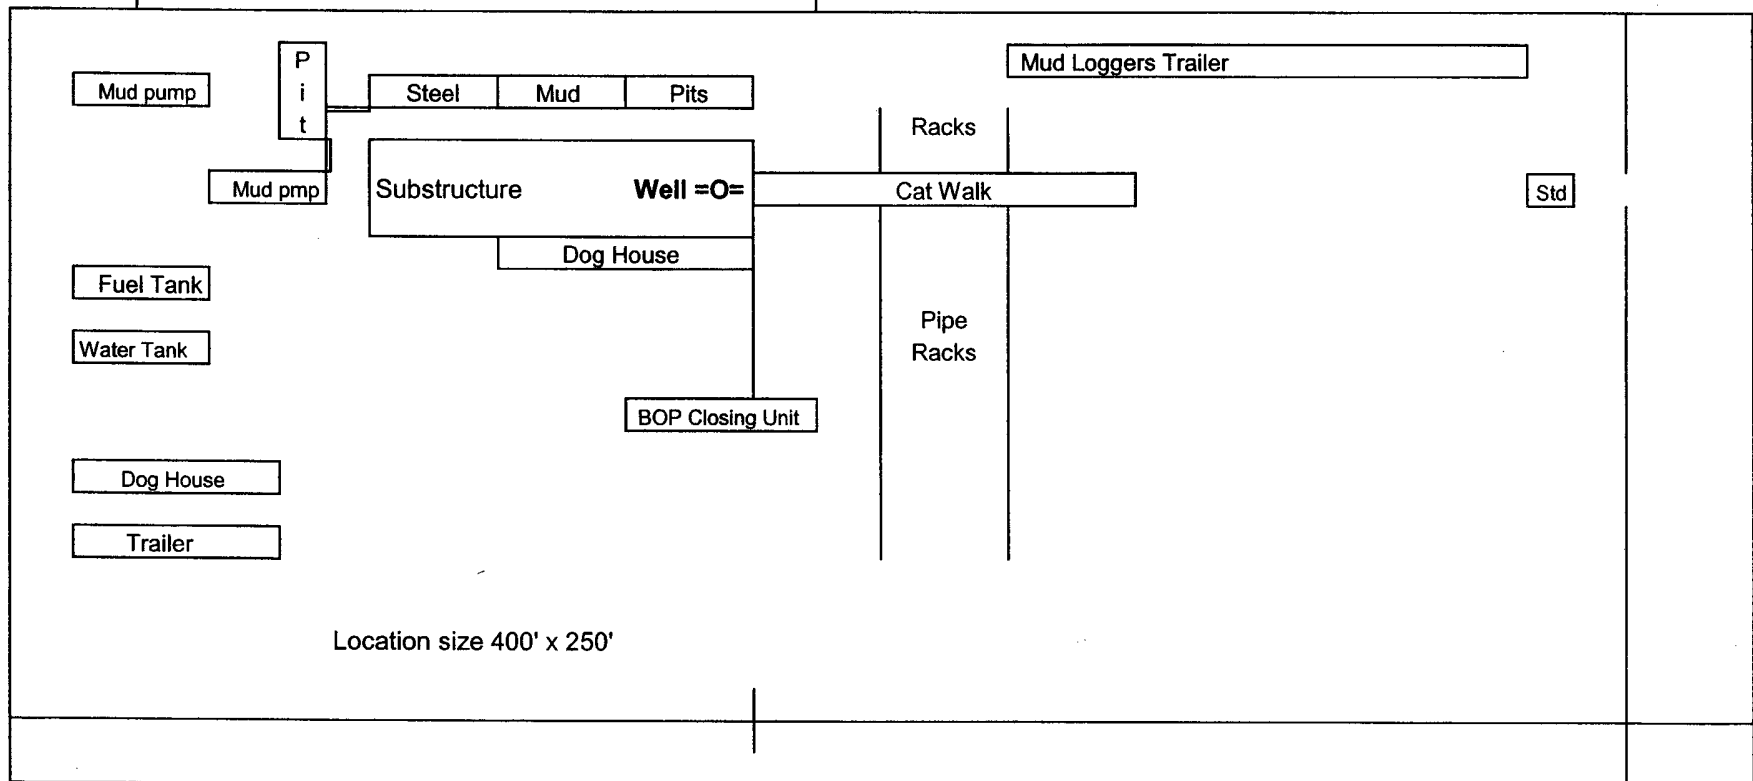 Mud Loggers Trailer
Pit
Mud pump
Steel Mud Pits
Racks
Mud pmp
Substructure Well =O=
Cat Walk
Std
Dog House
Fuel Tank
Pipe
Racks
Water Tank
BOP Closing Unit
Dog House
Trailer
Location size 400' x 250'